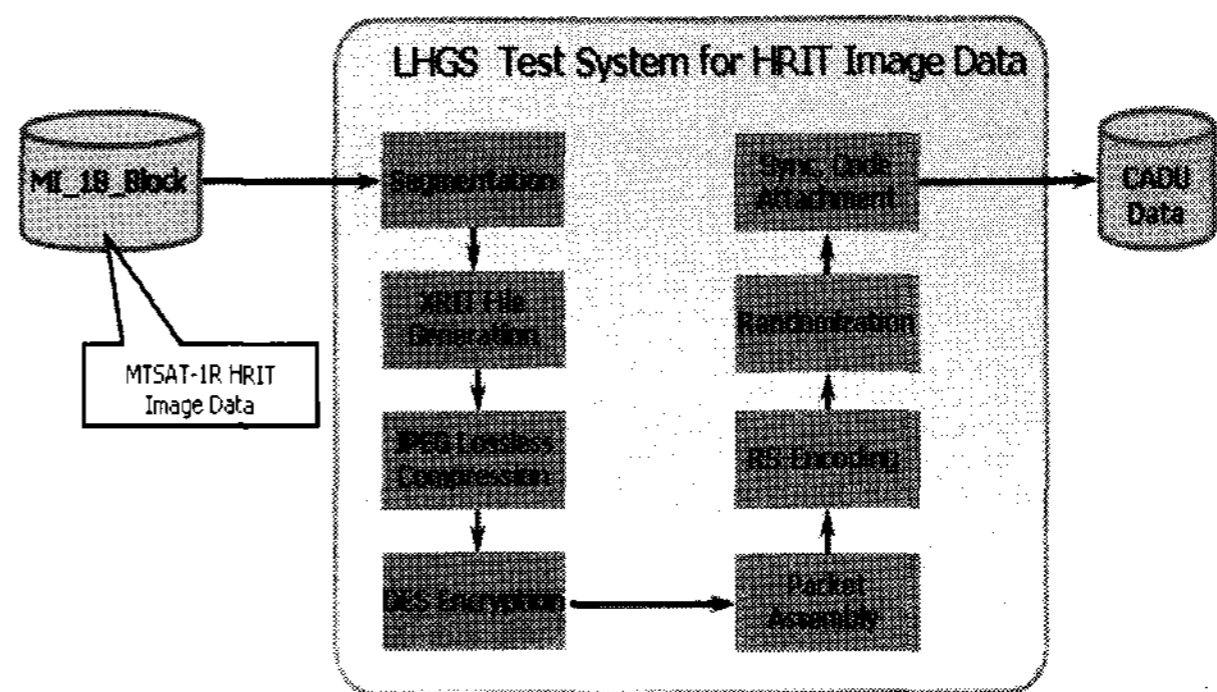 LHGS Test System for HRIT Image Data
MI_1B_Block
MTSAT-1R HRIT
Image Data
Segmentation
XRIT File
Generation
JPEG Lossless
Compression
DES Encryption
Packet
Assembly
RS Encoding
Randomization
Sync. Code
Attachment
CADU
Data